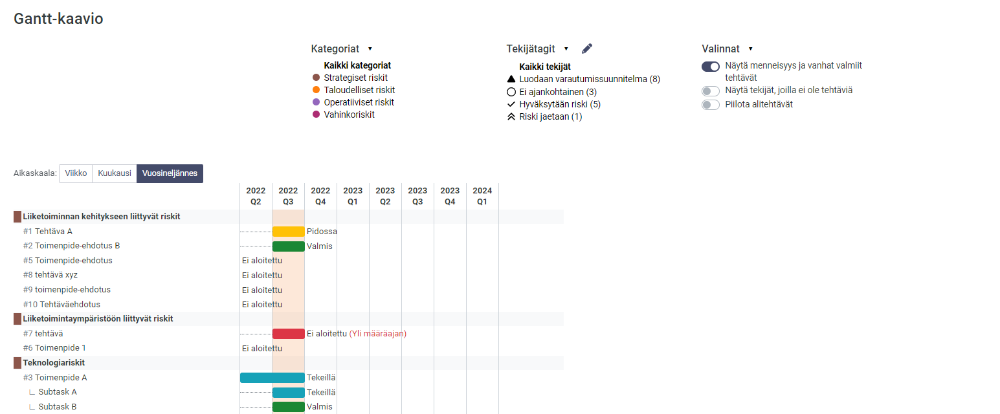 Gantt-kaavio
Kategoriat
Kaikki kategoriat
Strategiset riskit
Taloudelliset riskit
Operatiiviset riskit
Vahinkoriskit
Tekijätagit
Kaikki tekijät
Luodaan varautumissuunnitelma (8)
Ei ajankohtainen (3)
Hyväksytään riski (5)
Riski jaetaan (1)
Valinnat
Näytä menneisyys ja vanhat valmiit
tehtävät
Näytä tekijät, joilla ei ole tehtäviä
Piilota alitehtävät
Aikaskaala: Viikko Kuukausi Vuosineljännes
2022 2022 2022 2023 2023 2023 2023 2024
Q2 Q3 Q4 Q1 Q2 Q3 Q4 Q1
Liiketoiminnan kehitykseen liittyvät riskit
#1 Tehtäva A Pidossa
#2 Toimenpide-ehdotus B Valmis
#5 Toimenpide-ehdotus Ei aloitettu
#8 tehtävä xyz Ei aloitettu
#9 toimenpide-ehdotus Ei aloitettu
#10 Tehtäväehdotus Ei aloitettu
Liiketoimintaympäristöön liittyvät riskit
#7 tehtävä Ei aloitettu (Yli määräajan)
#6 Toimenpide 1 Ei aloitettu
Teknologiariskit
#3 Toimenpide A Tekeillä
Subtask A Tekeillä
Subtask B Valmis